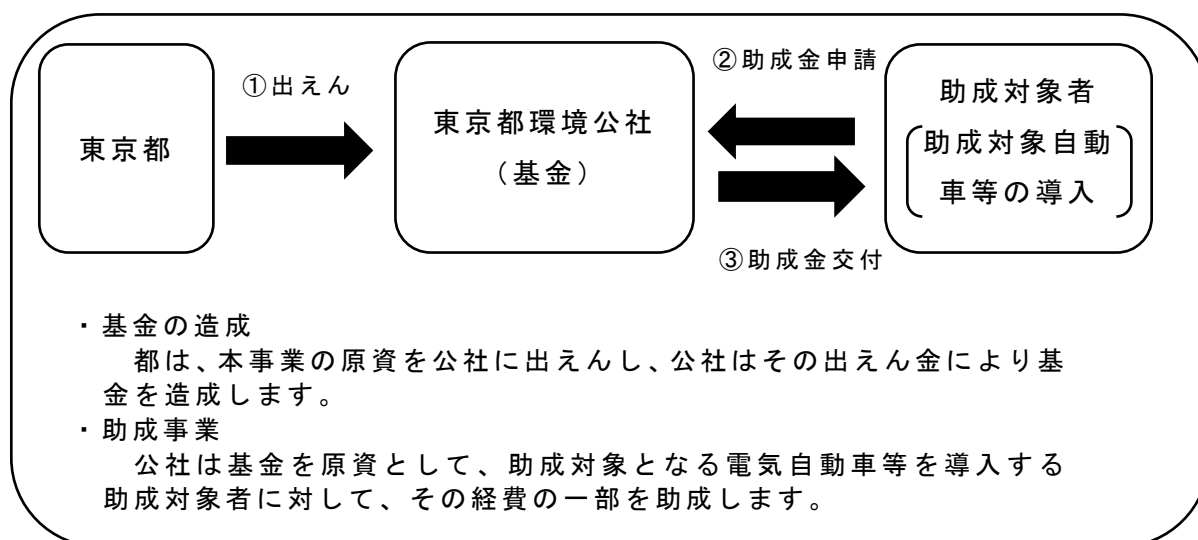 東京都
①出えん
東京都環境公社
（基金）
②助成金申請
③助成金交付
助成対象者
助成対象自動
車等の導入
・基金の造成
都は、本事業の原資を公社に出えんし、公社はその出えん金により基
金を造成します。
・助成事業
公社は基金を原資として、助成対象となる電気自動車等を導入する
助成対象者に対して、その経費の一部を助成します。